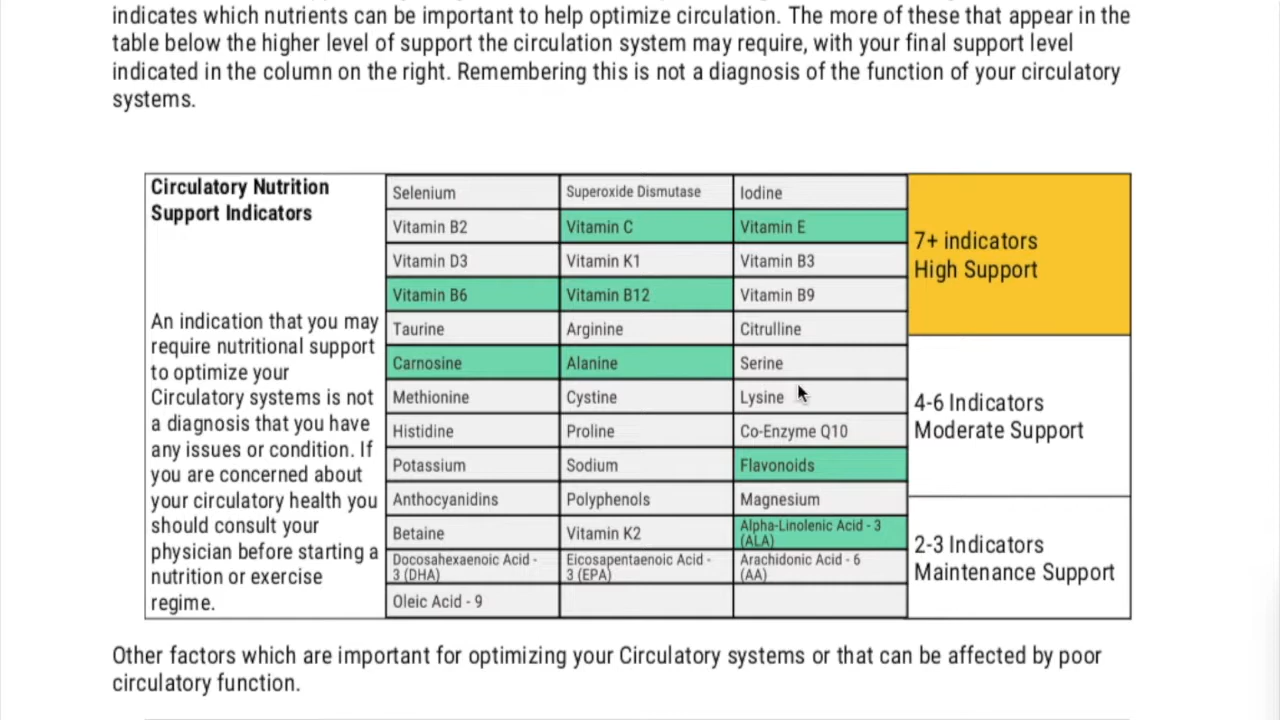 indicates which nutrients can be important to help optimize circulation. The more of these that appear in the
table below the higher level of support the circulation system may require, with your final support level
indicated in the column on the right. Remembering this is not a diagnosis of the function of your circulatory
systems.
Circulatory Nutrition
Support Indicators
An indication that you may
require nutritional support
to optimize your
Circulatory systems is not
a diagnosis that you have
any issues or condition. If
you are concerned about
your circulatory health you
should consult your
physician before starting a
nutrition or exercise
regime.
Selenium
Superoxide Dismutase
Iodine
Vitamin B2
Vitamin C
Vitamin E
Vitamin D3
Vitamin K1
Vitamin B3
Vitamin B6
Vitamin B12
Vitamin B9
Taurine
Arginine
Citrulline
Carnosine
Alanine
Serine
Methionine
Cystine
Lysine
Histidine
Proline
Co-Enzyme Q10
Potassium
Sodium
Flavonoids
Anthocyanidins
Polyphenols
Magnesium
Betaine
Vitamin K2
Alpha-Linolenic Acid - 3
(ALA)
Docosahexaenoic Acid -
3 (DHA)
Eicosapentaenoic Acid -
3 (EPA)
Arachidonic Acid - 6
(AA)
Oleic Acid - 9
7+ indicators
High Support
4-6 Indicators
Moderate Support
2-3 Indicators
Maintenance Support
Other factors which are important for optimizing your Circulatory systems or that can be affected by poor
circulatory function.